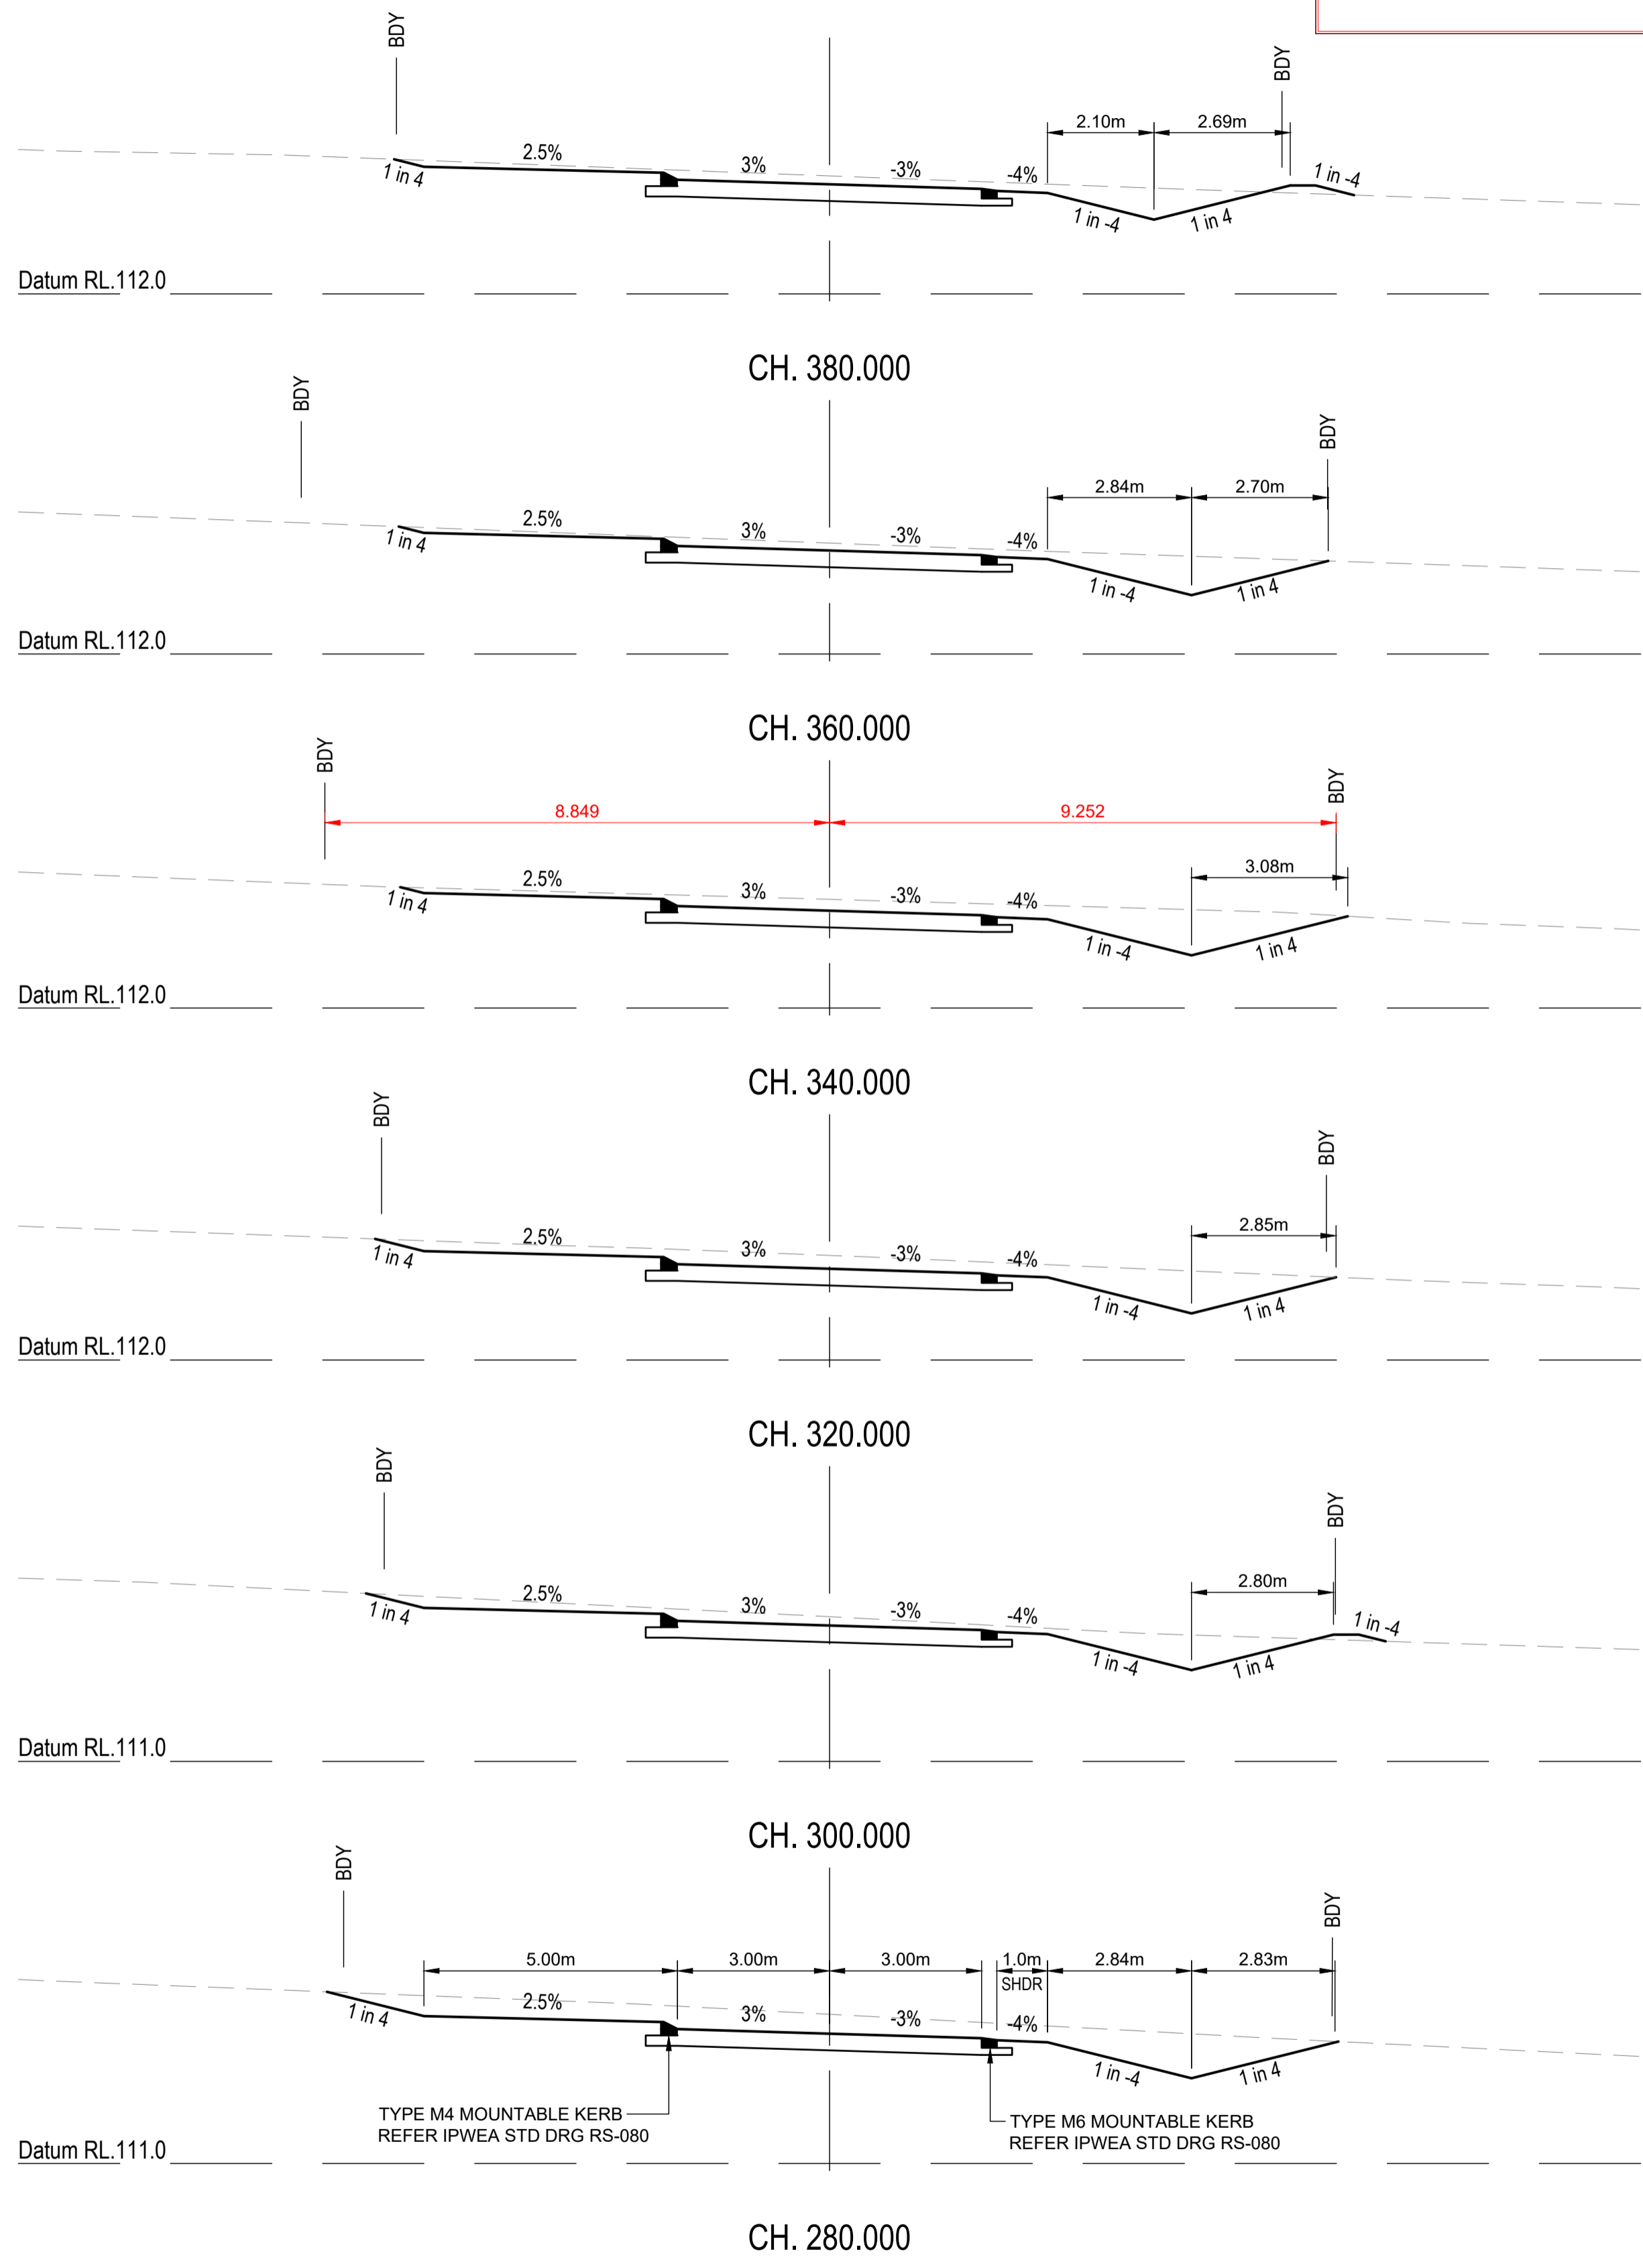 BDY
BDY
2.10m 2.69m
2.5% 3% -3% -4% 1 in -4
1 in 4 1 in -4 1 in 4
Datum RL.112.0
CH. 380.000
BDY
BDY
2.84m 2.70m
2.5% 3% -3% -4%
1 in 4 1 in -4 1 in 4
Datum RL.112.0
CH. 360.000
BDY
BDY
8.849 9.252
3.08m
2.5% 3% -3% -4%
1 in 4 1 in -4 1 in 4
Datum RL.112.0
CH. 340.000
BDY
BDY
2.85m
2.5% 3% -3% -4%
1 in 4 1 in -4 1 in 4
Datum RL.112.0
CH. 320.000
BDY
BDY
2.80m
2.5% 3% -3% -4% 1 in -4
1 in 4 1 in -4 1 in 4
Datum RL.111.0
CH. 300.000
BDY
BDY
5.00m 3.00m 3.00m 1.0m 2.84m 2.83m
SHDR
2.5% 3% -3% -4%
1 in 4 1 in -4 1 in 4
TYPE M4 MOUNTABLE KERB
REFER IPWEA STD DRG RS-080
TYPE M6 MOUNTABLE KERB
REFER IPWEA STD DRG RS-080
Datum RL.111.0
CH. 280.000